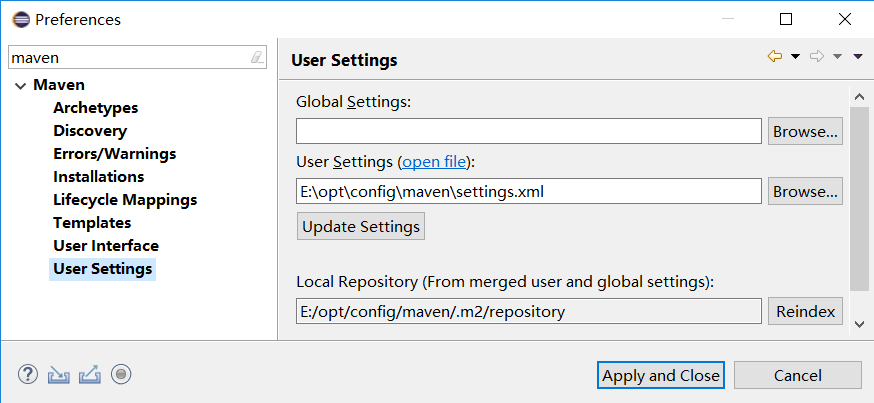 Preferences
maven
Maven
Archetypes
Discovery
Errors/Warnings
Installations
Lifecycle Mappings
Templates
User Interface
User Settings
User Settings
Global Settings:
Browse...
User Settings (open file):
E:\opt\config\maven\settings.xml
Browse...
Update Settings
Local Repository (From merged user and global settings):
E:/opt/config/maven/.m2/repository
Reindex
Apply and Close
Cancel